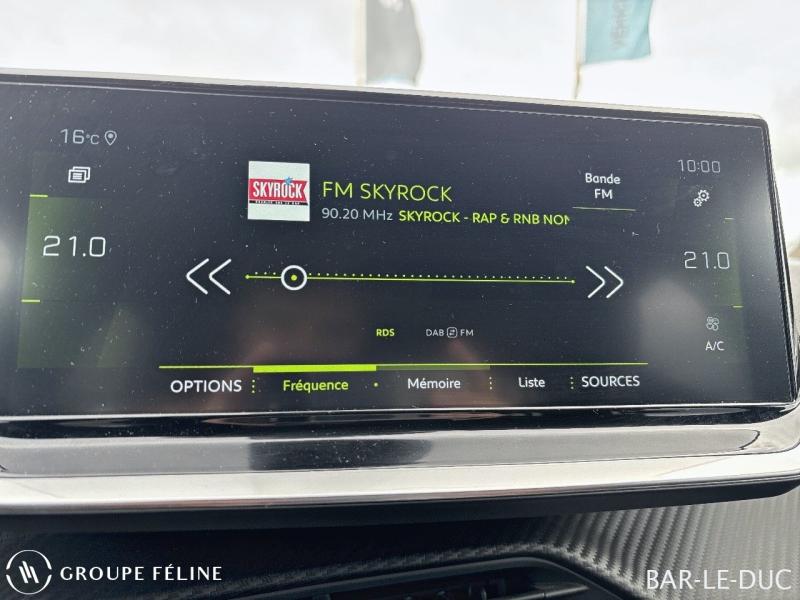 16°C
10:00
SKYROCK
FM SKYROCK
Bande
FM
90.20 MHz SKYROCK - RAP & RNB NON
21.0
21.0
RDS
DAB FM
A/C
OPTIONS Fréquence Mémoire Liste SOURCES
GROUPE FÉLINE
BAR-LE-DUC